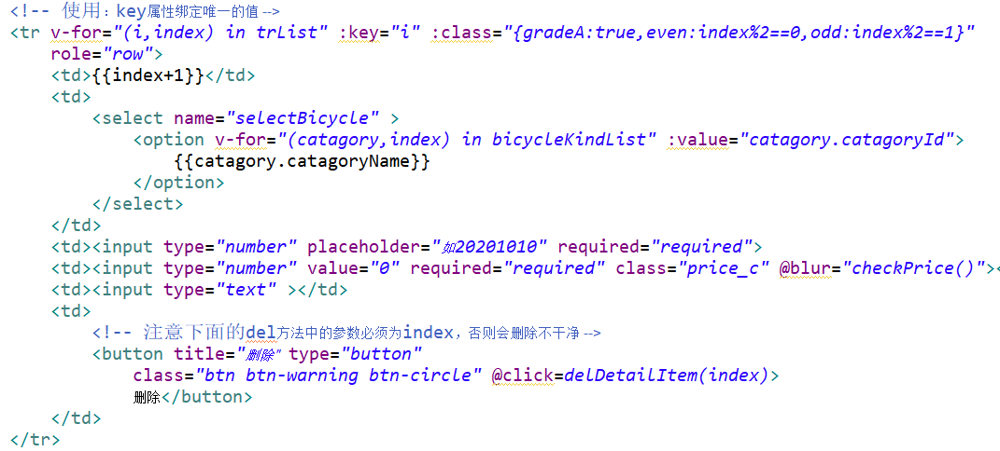 <!-- 使用：key属性绑定唯一的值 -->
<tr v-for="(i,index) in trList" :key="i" :class="{gradeA:true,even:index%2==0,odd:index%2==1}"
role="row">
<td>{{index+1}}</td>
<td>
<select name="selectBicycle" >
<option v-for="(catagory,index) in bicycleKindList" :value="catagory.catagoryId">
{{catagory.catagoryName}}
</option>
</select>
</td>
<td><input type="number" placeholder="如20201010" required="required">
<td><input type="number" value="0" required="required" class="price_c" @blur="checkPrice()"><
<td><input type="text" ></td>
<td>
<!-- 注意下面的del方法中的参数必须为index，否则会删除不干净 -->
<button title="删除" type="button"
class="btn btn-warning btn-circle" @click=delDetailItem(index)>
删除</button>
</td>
</tr>